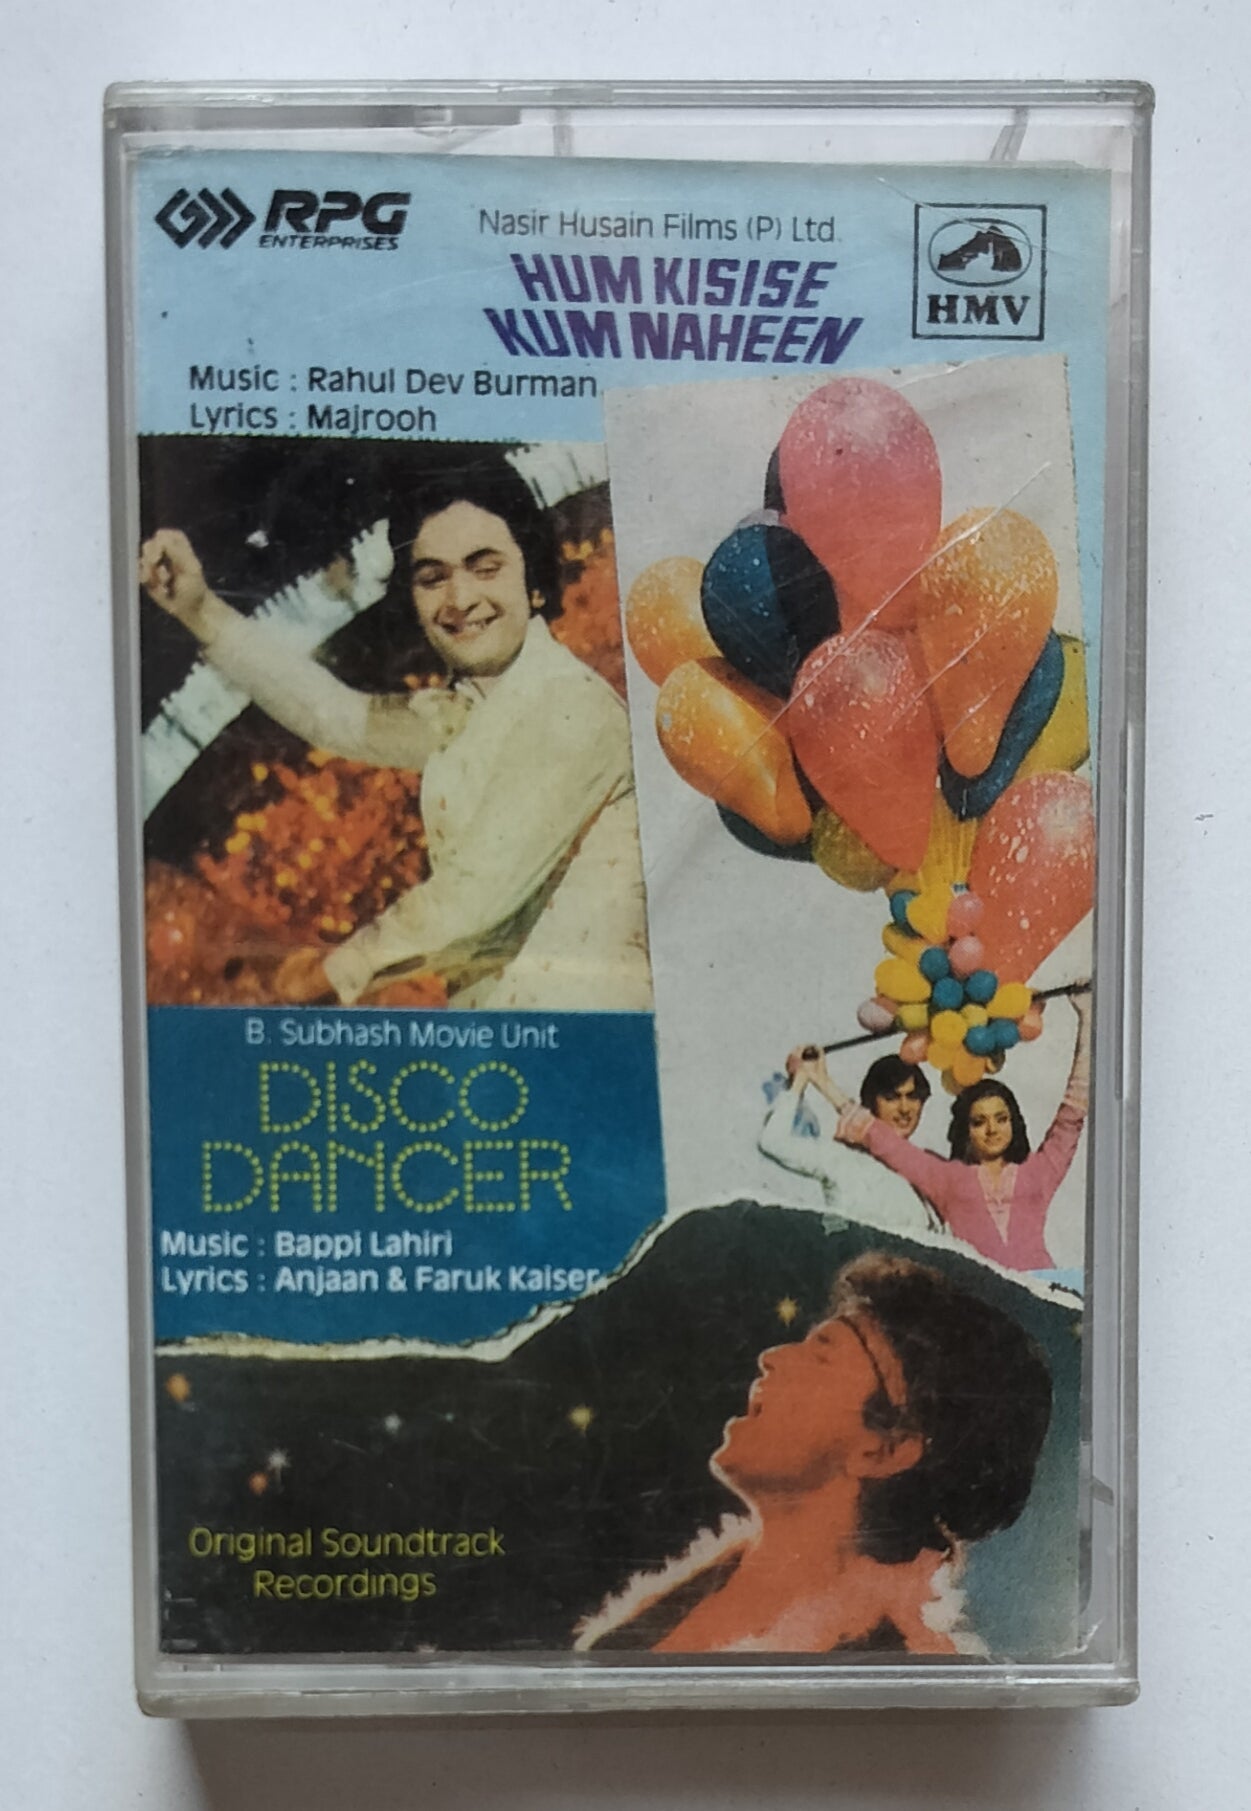 RPG
ENTERPRISES
Nasir Husain Films (P) Ltd.
HUM KISISE
KUM NAHEEN
HMV
Music : Rahul Dev Burman
Lyrics : Majrooh
B. Subhash Movie Unit
DISCO
DANCER
Music : Bappi Lahiri
Lyrics : Anjaan & Faruk Kaiser
Original Soundtrack
Recordings